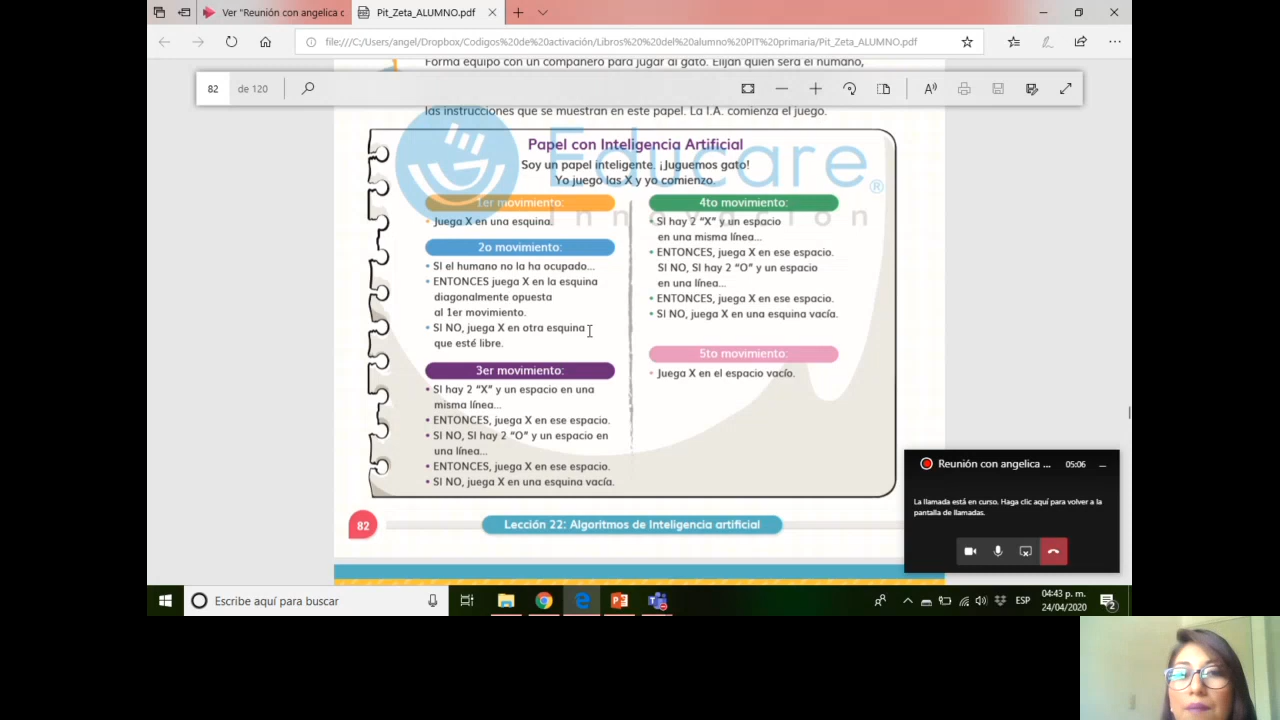 Ver "Reunión con angelica c
Pit_Zeta_ALUMNO.pdf
file:///C:/Users/angel/Dropbox/Codigos%20de%20activación/Libros%20%20del%20alumno%20PIT%20primaria/Pit_Zeta_ALUMNO.pdf
Forma equipo con un compañero para jugar al gato. Elijan quién será el humano,
82 de 120
las instrucciones que se muestran en este papel. La I.A. comienza el juego.
Educare
Innovación
Papel con Inteligencia Artificial
Soy un papel inteligente. ¡Juguemos gato!
Yo juego las X y yo comienzo.
1er movimiento:
• Juega X en una esquina.
2o movimiento:
• SI el humano no la ha ocupado...
• ENTONCES juega X en la esquina
diagonalmente opuesta
al 1er movimiento.
• SI NO, juega X en otra esquina
que esté libre.
3er movimiento:
• SI hay 2 "X" y un espacio en una
misma línea...
• ENTONCES, juega X en ese espacio.
• SI NO, SI hay 2 "O" y un espacio en
una línea...
• ENTONCES, juega X en ese espacio.
• SI NO, juega X en una esquina vacía.
4to movimiento:
• SI hay 2 "X" y un espacio
en una misma línea...
• ENTONCES, juega X en ese espacio.
SI NO, SI hay 2 "O" y un espacio
en una línea...
• ENTONCES, juega X en ese espacio.
• SI NO, juega X en una esquina vacía.
5to movimiento:
• Juega X en el espacio vacío.
82
Lección 22: Algoritmos de Inteligencia artificial
Reunión con angelica ...
05:06
La llamada está en curso. Haga clic aquí para volver a la
pantalla de llamadas.
Escribe aquí para buscar
ESP
04:43 p. m.
24/04/2020
2